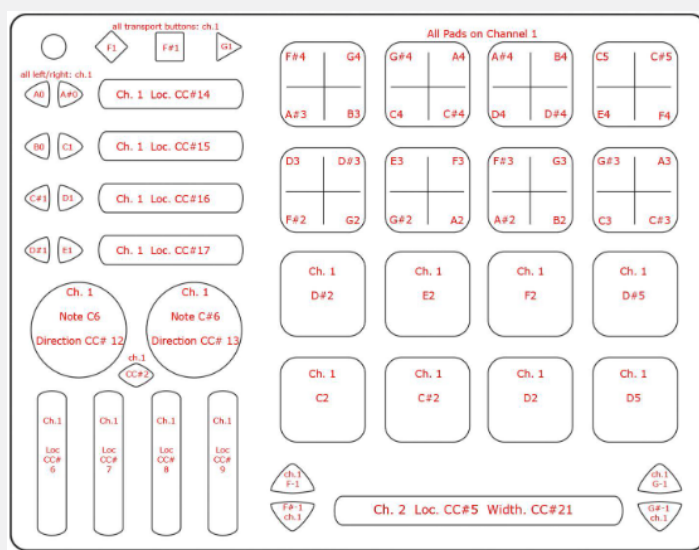 all transport buttons: ch.1
F1
F#1
G1
All Pads on Channel 1
all left/right: ch.1
A0
A#0
Ch. 1 Loc. CC#14
B0
C1
Ch. 1 Loc. CC#15
C#1
D1
Ch. 1 Loc. CC#16
D#1
E1
Ch. 1 Loc. CC#17
F#4
G4
A#3
B3
G#4
A4
C4
C#4
A#4
B4
D4
D#4
C5
C#5
E4
F4
D3
D#3
F#2
G2
E3
F3
G#2
A2
F#3
G3
A#2
B2
G#3
A3
C3
C#3
Ch. 1
D#2
Ch. 1
E2
Ch. 1
F2
Ch. 1
D#5
Ch. 1
Note C6
Direction CC# 12
Ch. 1
Note C#6
Direction CC# 13
ch.1
CC#2
Ch. 1
C2
Ch. 1
C#2
Ch. 1
D2
Ch. 1
D5
Ch.1
Loc
CC#
6
Ch.1
Loc
CC#
7
Ch.1
Loc
CC#
8
Ch.1
Loc
CC#
9
ch.1
F-1
F#-1
ch.1
Ch. 2 Loc. CC#5 Width. CC#21
ch.1
G-1
G#-1
ch.1